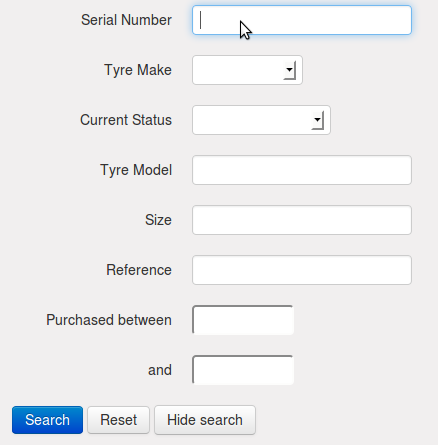 Serial Number
Tyre Make
Current Status
Tyre Model
Size
Reference
Purchased between
and
Search Reset Hide search